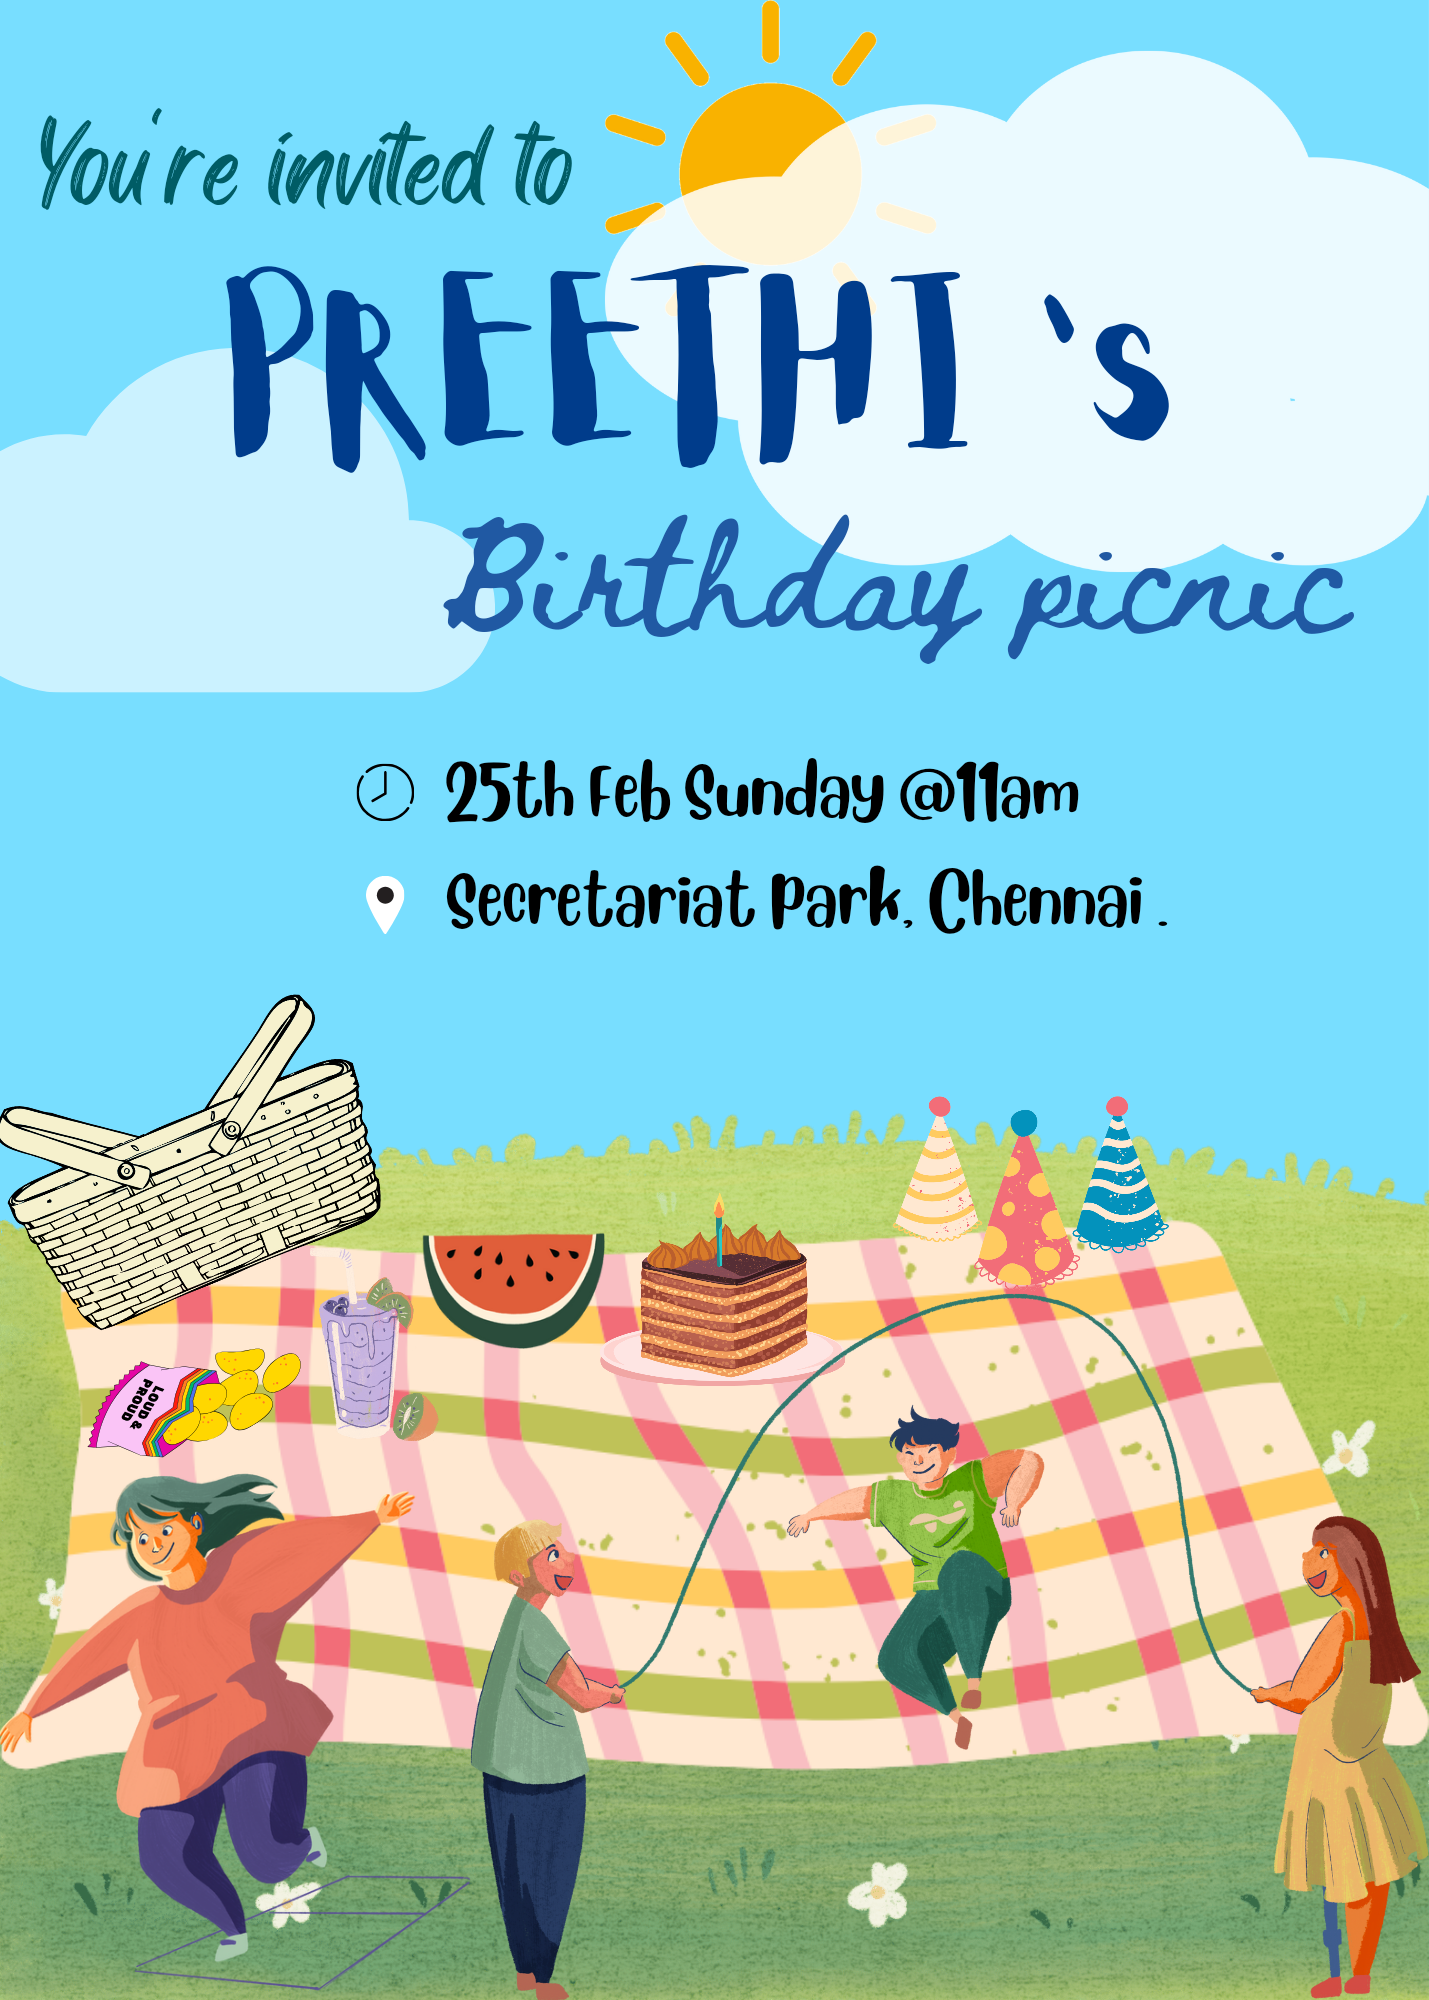 You're invited to
PREETHI 's
Birthday picnic
25th Feb Sunday @11am
Secretariat Park, Chennai .
LOUD &
PROUD